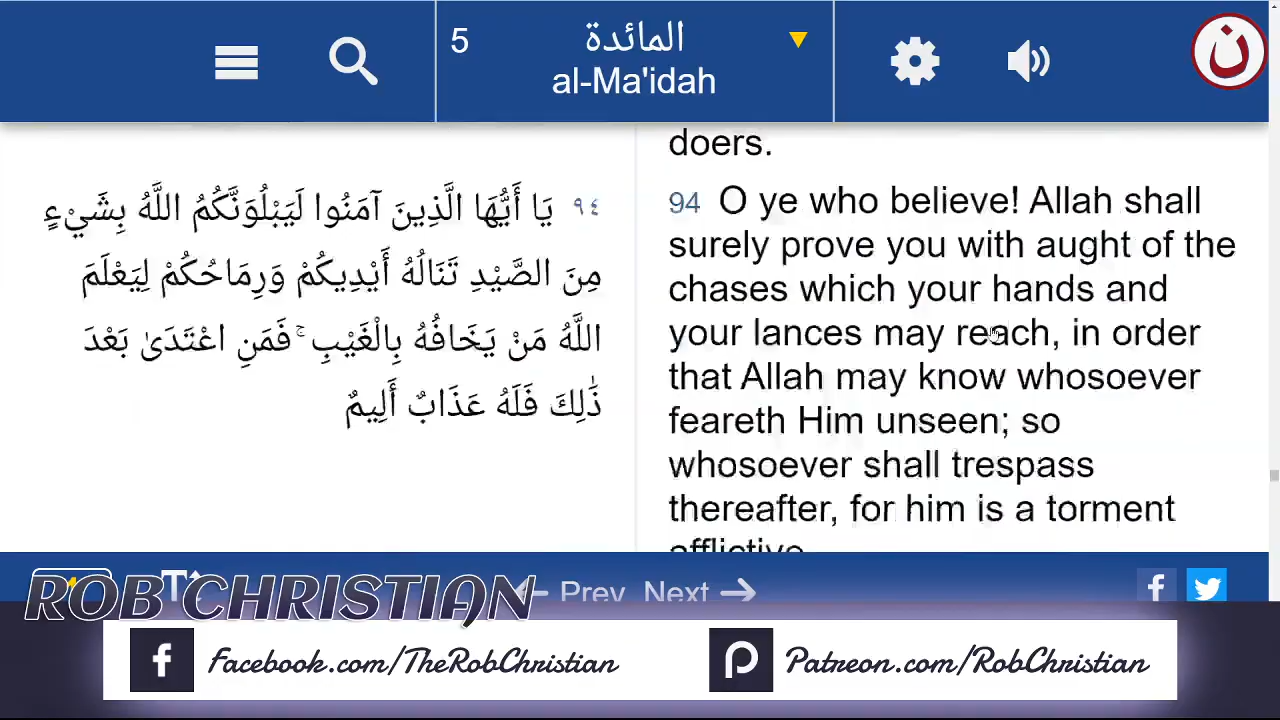 5
المائدة
al-Ma'idah
ن
doers.
٩٤ يَا أَيُّهَا الَّذِينَ آمَنُوا لَيَبْلُوَنَّكُمُ اللَّهُ بِشَيْءٍ
مِنَ الصَّيْدِ تَنَالُهُ أَيْدِيكُمْ وَرِمَاحُكُمْ لِيَعْلَمَ
اللَّهُ مَنْ يَخَافُهُ بِالْغَيْبِ ۚ فَمَنِ اعْتَدَىٰ بَعْدَ
ذَٰلِكَ فَلَهُ عَذَابٌ أَلِيمٌ
94 O ye who believe! Allah shall
surely prove you with aught of the
chases which your hands and
your lances may reach, in order
that Allah may know whosoever
feareth Him unseen; so
whosoever shall trespass
thereafter, for him is a torment
afflictive.
Prev Next
ROB CHRISTIAN
Facebook.com/TheRobChristian
Patreon.com/RobChristian